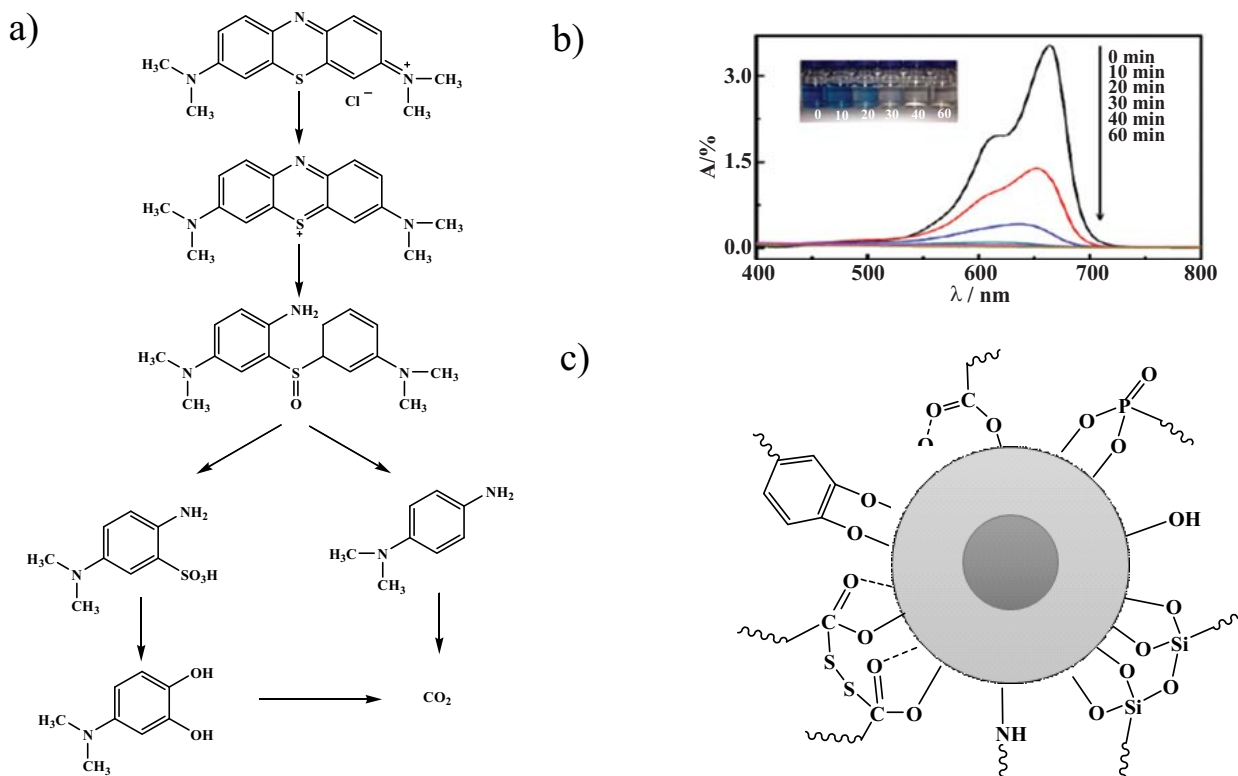 a)
N
H₃C
N
CH₃
S
Cl⁻
N⁺
CH₃
CH₃
N
H₃C
N
CH₃
S
+
N
CH₃
CH₃
NH₂
H₃C
N
CH₃
S
O
N
CH₃
CH₃
NH₂
H₃C
N
CH₃
SO₃H
NH₂
H₃C
N
CH₃
OH
H₃C
N
CH₃
OH
CO₂
b)
3.0
1.5
0.0
A/%
0 10 20 30 40 60
0 min
10 min
20 min
30 min
40 min
60 min
400 500 600 700 800
λ / nm
c)
O
C
O
O
P
O
O
O
O
OH
O
C
O
S
S
O
C
O
NH
O
Si
O
O
O
Si
O